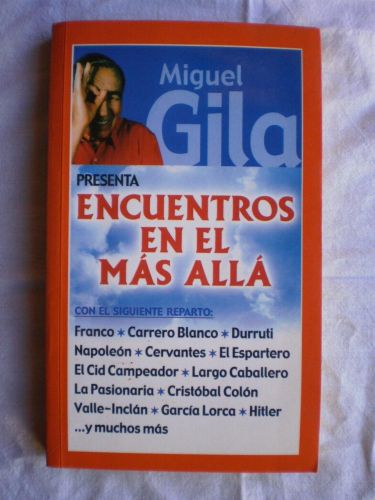 Miguel
Gila
PRESENTA
ENCUENTROS
EN EL
MÁS ALLÁ
CON EL SIGUIENTE REPARTO:
Franco ★ Carrero Blanco ★ Durruti
Napoleón ★ Cervantes ★ El Espartero
El Cid Campeador ★ Largo Caballero
La Pasionaria ★ Cristóbal Colón
Valle-Inclán ★ García Lorca ★ Hitler
...y muchos más